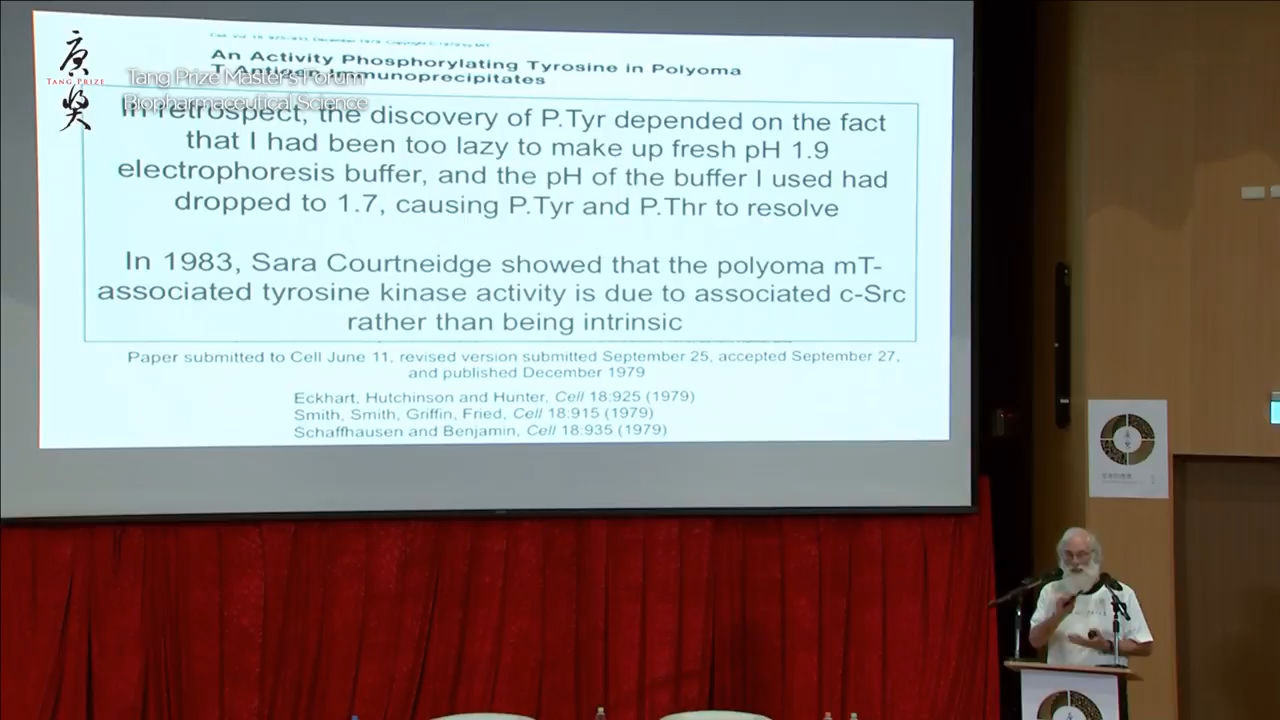 庚
TANG PRIZE
奬
Tang Prize Masters Forum
Biopharmaceutical Science
An Activity Phosphorylating Tyrosine in Polyoma
T Antigen Immunoprecipitates
In retrospect, the discovery of P.Tyr depended on the fact
that I had been too lazy to make up fresh pH 1.9
electrophoresis buffer, and the pH of the buffer I used had
dropped to 1.7, causing P.Tyr and P.Thr to resolve
In 1983, Sara Courtneidge showed that the polyoma mT-
associated tyrosine kinase activity is due to associated c-Src
rather than being intrinsic
Paper submitted to Cell June 11, revised version submitted September 25, accepted September 27,
and published December 1979
Eckhart, Hutchinson and Hunter, Cell 18:925 (1979)
Smith, Smith, Griffin, Fried, Cell 18:915 (1979)
Schaffhausen and Benjamin, Cell 18:935 (1979)